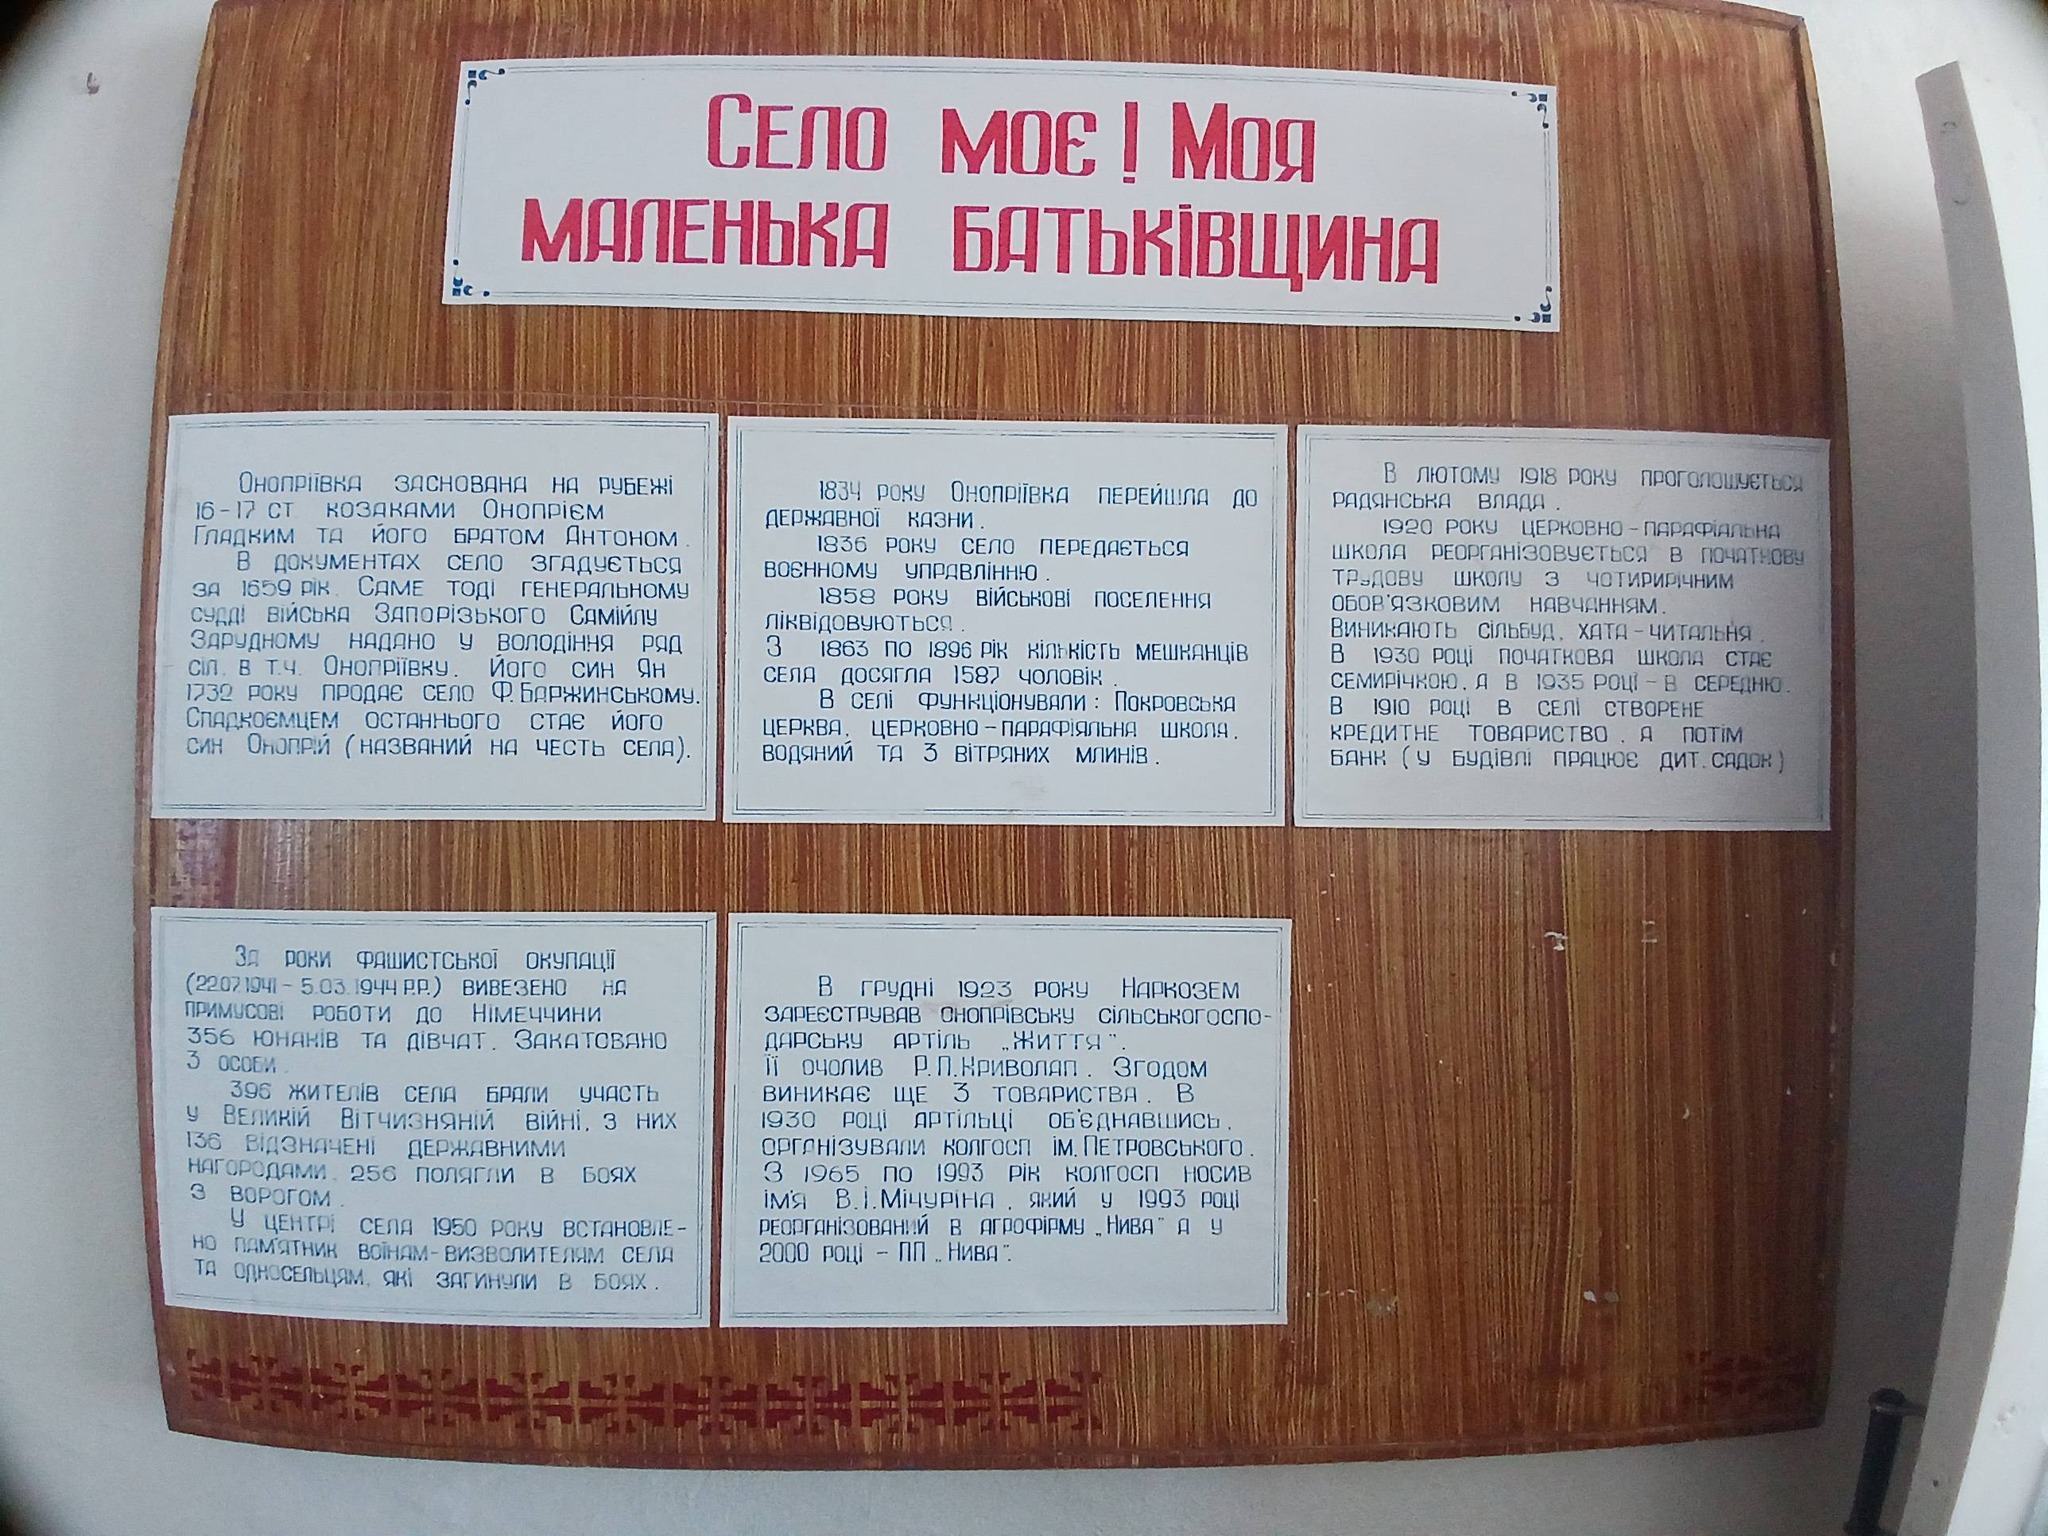 Село моє! Моя
маленька батьківщина
Онопріївка заснована на рубежі
16-17 ст. козаками Онопрієм
Гладким та його братом Антоном.
В документах село згадується
за 1659 рік. Саме тоді генеральному
судді війська Запорізького Самійлу
Зарудному надано у володіння ряд
сіл. в т.ч. Онопріївку. Його син Ян
1732 року продає село Ф.Баржинському.
Спадкоємцем останнього стає його
син Онопрій (названий на честь села).
1834 року Онопріївка перейшла до
державної казни.
1836 року село передається
воєнному управлінню.
1858 року військові поселення
ліквідовуються.
З 1863 по 1896 рік кількість мешканців
села досягла 1587 чоловік.
В селі функціонували: Покровська
церква, церковно-парафіяльна школа,
водяний та 3 вітряних млинів.
В лютому 1918 року проголошується
радянська влада.
1920 року церковно-парафіальна
школа реорганізовується в початкову
трудову школу з чотирирічним
обов'язковим навчанням.
Виникають сільбуд, хата-читальня.
В 1930 році початкова школа стає
семирічкою, а в 1935 році - в середню.
В 1910 році в селі створене
кредитне товариство, а потім
банк (у будівлі працює дит. садок)
За роки фашистської окупації
(22.07.1941 - 5.03.1944 р.р.) вивезено на
примусові роботи до Німеччини
356 юнаків та дівчат. Закатовано
3 особи.
396 жителів села брали участь
у Великій Вітчизняній війні, з них
136 відзначені державними
нагородами, 256 полягли в боях
з ворогом.
У центрі села 1950 року встановле-
но пам'ятник воїнам-визволителям села
та односельцям, які загинули в боях.
В грудні 1923 року Наркозем
зареєстрував онопрівську сільськогоспо-
дарську артіль „Життя".
Її очолив Р.П.Криволап. Згодом
виникає ще 3 товариства. В
1930 році артільці об'єднавшись,
організували колгосп ім.Петровського.
З 1965 по 1993 рік колгосп носив
ім'я В.І.Мічуріна, який у 1993 році
реорганізований в агрофірму „Нива" а у
2000 році - ПП „Нива".